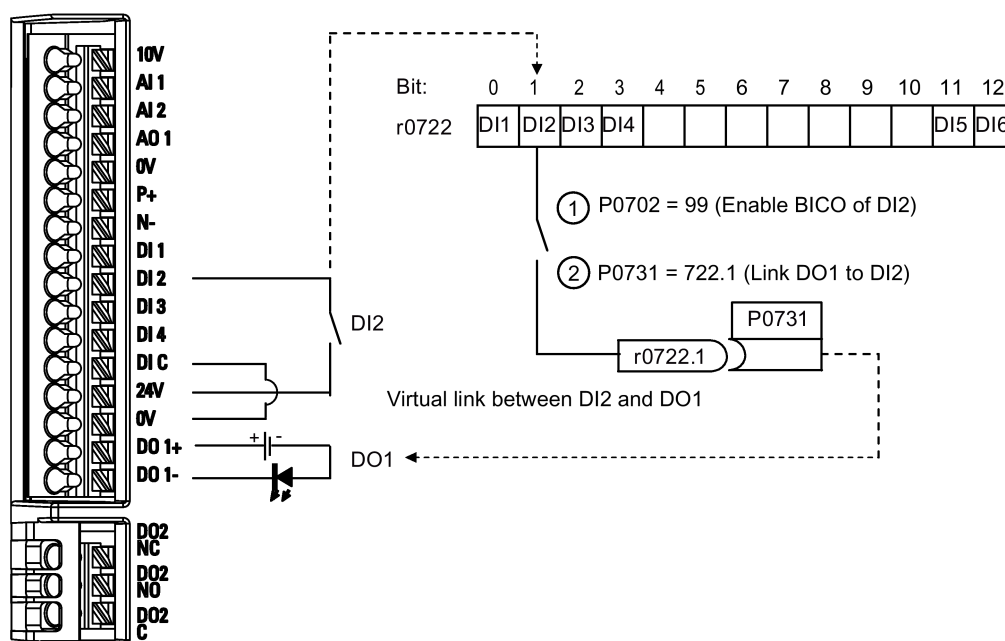 10V
AI 1
AI 2
AO 1
0V
P+
N-
DI 1
DI 2
DI 3
DI 4
DI C
24V
0V
DO 1+
DO 1-
DO2
NC
DO2
NO
DO2
C
DI2
+ -
DO1
Bit: 0 1 2 3 4 5 6 7 8 9 10 11 12
r0722 DI1 DI2 DI3 DI4 DI5 DI6
1 P0702 = 99 (Enable BICO of DI2)
2 P0731 = 722.1 (Link DO1 to DI2)
P0731
r0722.1
Virtual link between DI2 and DO1